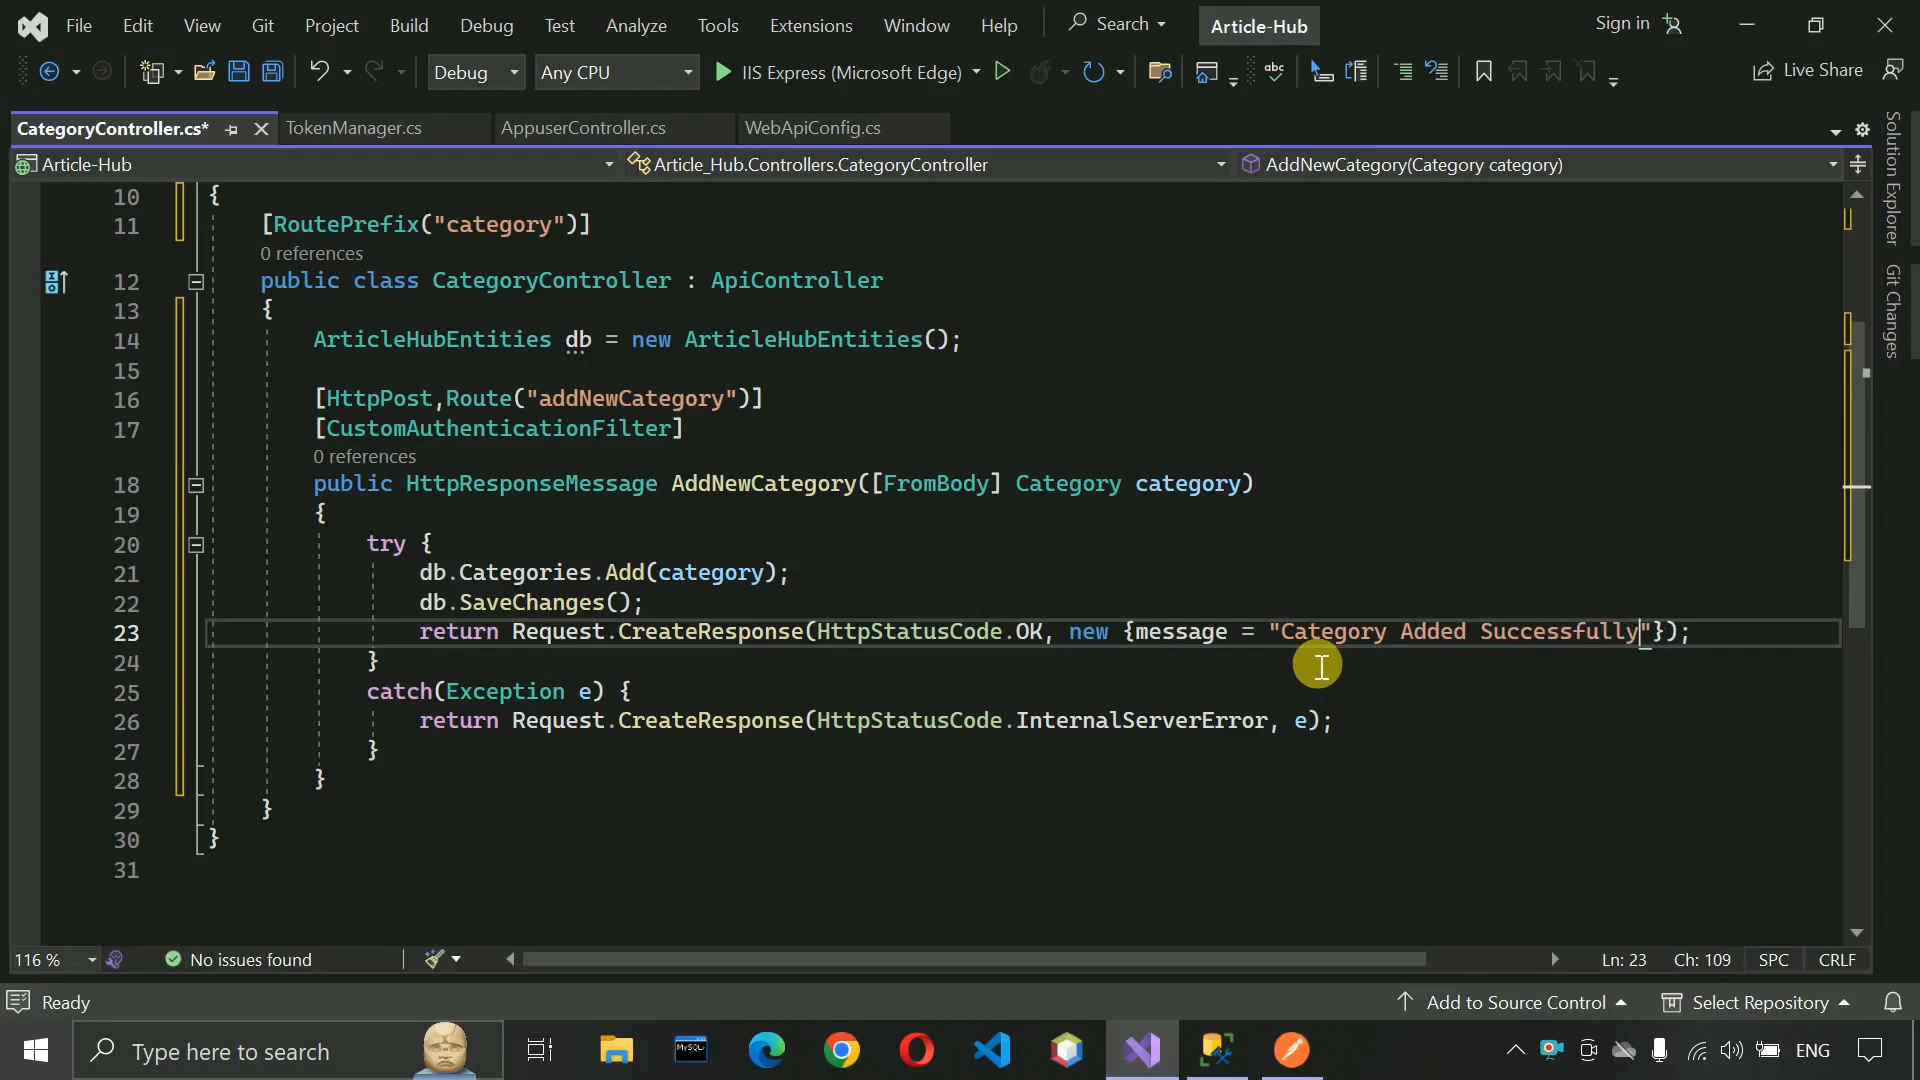 File Edit View Git Project Build Debug Test Analyze Tools Extensions Window Help Search Article-Hub Sign in
Debug Any CPU IIS Express (Microsoft Edge) abc Live Share
CategoryController.cs* TokenManager.cs AppuserController.cs WebApiConfig.cs
Article-Hub Article_Hub.Controllers.CategoryController AddNewCategory(Category category)
Solution Explorer
Git Changes
10 {
11 [RoutePrefix("category")]
0 references
12 public class CategoryController : ApiController
13 {
14 ArticleHubEntities db = new ArticleHubEntities();
15
16 [HttpPost,Route("addNewCategory")]
17 [CustomAuthenticationFilter]
0 references
18 public HttpResponseMessage AddNewCategory([FromBody] Category category)
19 {
20 try {
21 db.Categories.Add(category);
22 db.SaveChanges();
23 return Request.CreateResponse(HttpStatusCode.OK, new {message = "Category Added Successfully"});
24 }
25 catch(Exception e) {
26 return Request.CreateResponse(HttpStatusCode.InternalServerError, e);
27 }
28 }
29 }
30 }
31
116 % No issues found Ln: 23 Ch: 109 SPC CRLF
Ready Add to Source Control Select Repository
Type here to search MySQL ENG